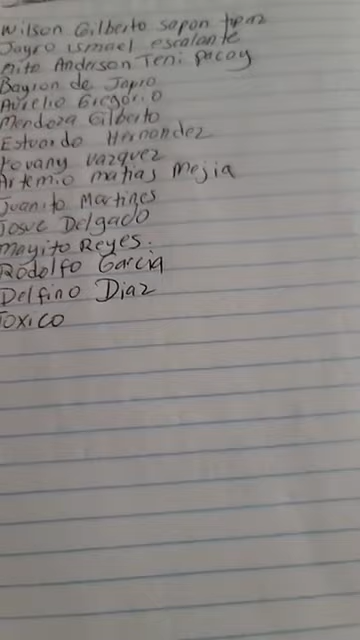 Wilson Gilberto sapon
Jayro ismael escalante
Anderson Teni pacay
Bayron de Japro
Aurelio Gregorio
Mendoza Gilberto
Estuardo Hernandez
Yovany vazquez
Artemio matias Mejia
Juanito Martines
Josue Delgado
Mayito Reyes.
Rodolfo Garcia
Delfino Diaz
Toxico